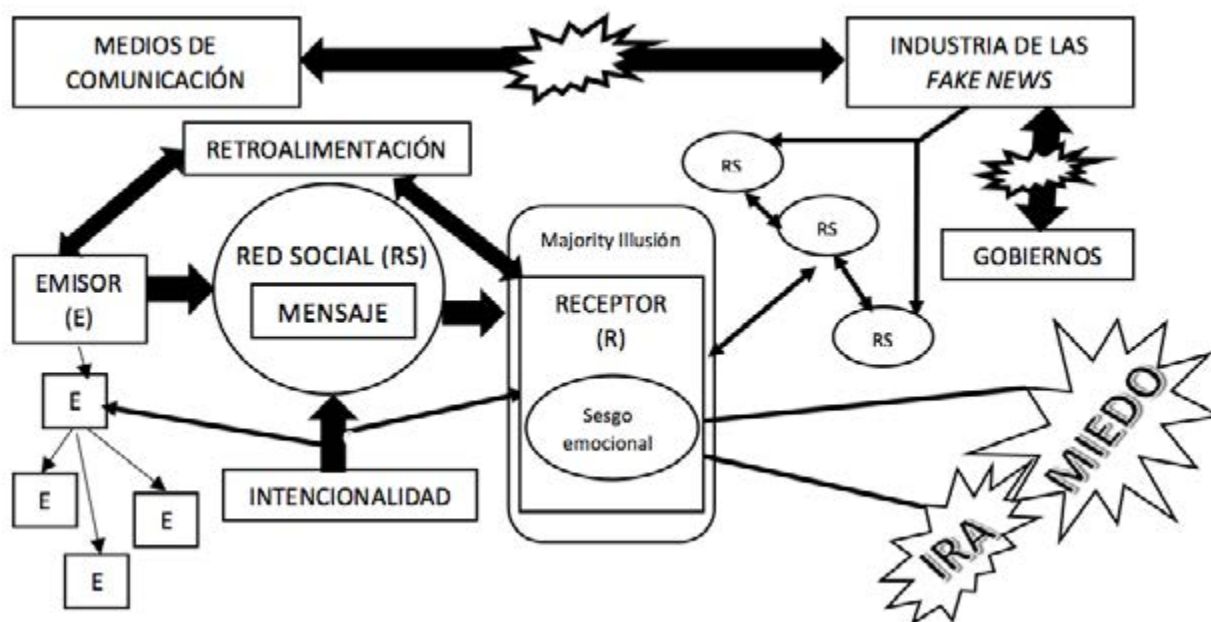 MEDIOS DE
COMUNICACIÓN
INDUSTRIA DE LAS
FAKE NEWS
RETROALIMENTACIÓN
RS
RS
RS
GOBIERNOS
Majority Illusión
RED SOCIAL (RS)
MENSAJE
EMISOR
(E)
RECEPTOR
(R)
Sesgo
emocional
INTENCIONALIDAD
E
E
E
E
MIEDO
IRA